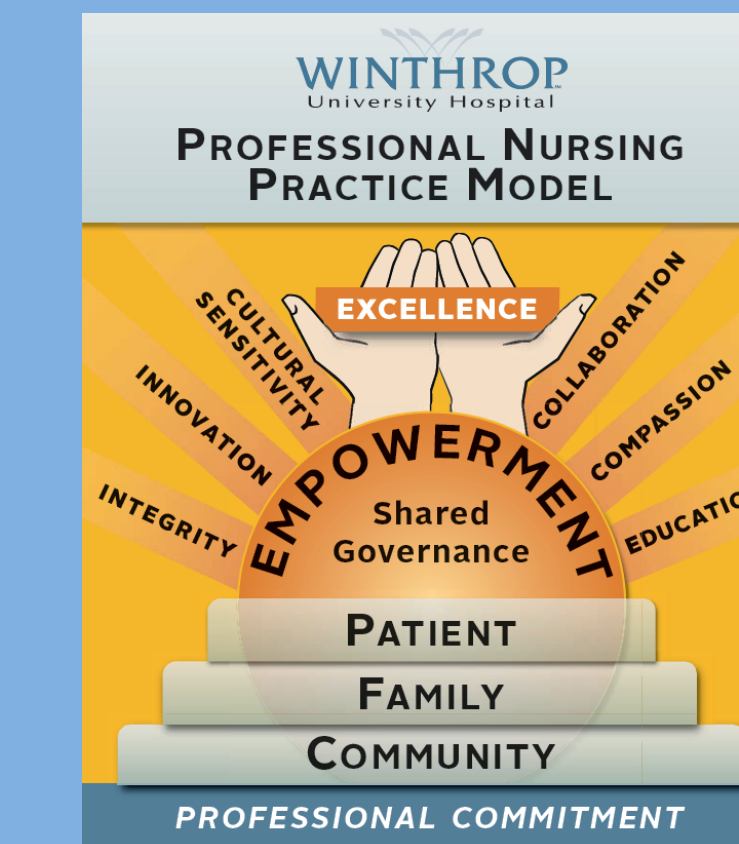 WINTHROP
University Hospital
PROFESSIONAL NURSING
PRACTICE MODEL
EXCELLENCE
CULTURAL
SENSITIVITY
COLLABORATION
INNOVATION
COMPASSION
INTEGRITY
EMPOWERMENT
Shared
Governance
PATIENT
FAMILY
COMMUNITY
PROFESSIONAL COMMITMENT